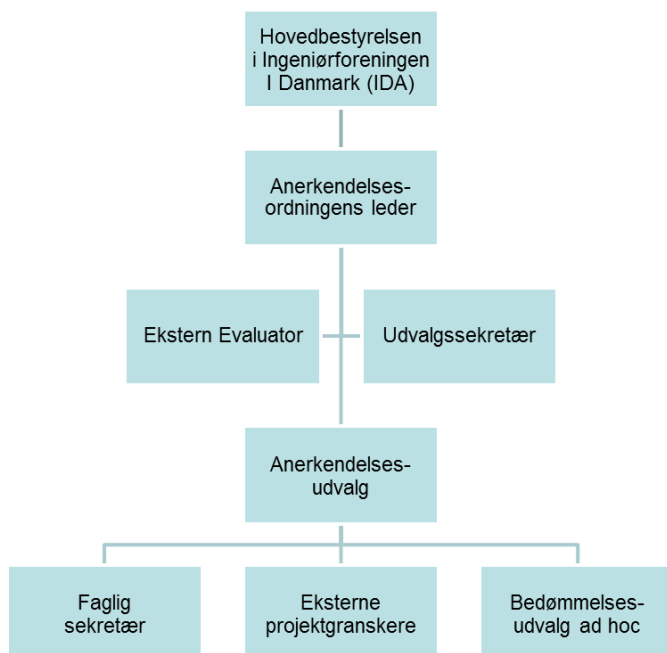 Hovedbestyrelsen
i Ingeniørforeningen
I Danmark (IDA)
Anerkendelses-
ordningens leder
Ekstern Evaluator
Udvalgssekretær
Anerkendelses-
udvalg
Faglig
sekretær
Eksterne
projektgranskere
Bedømmelses-
udvalg ad hoc